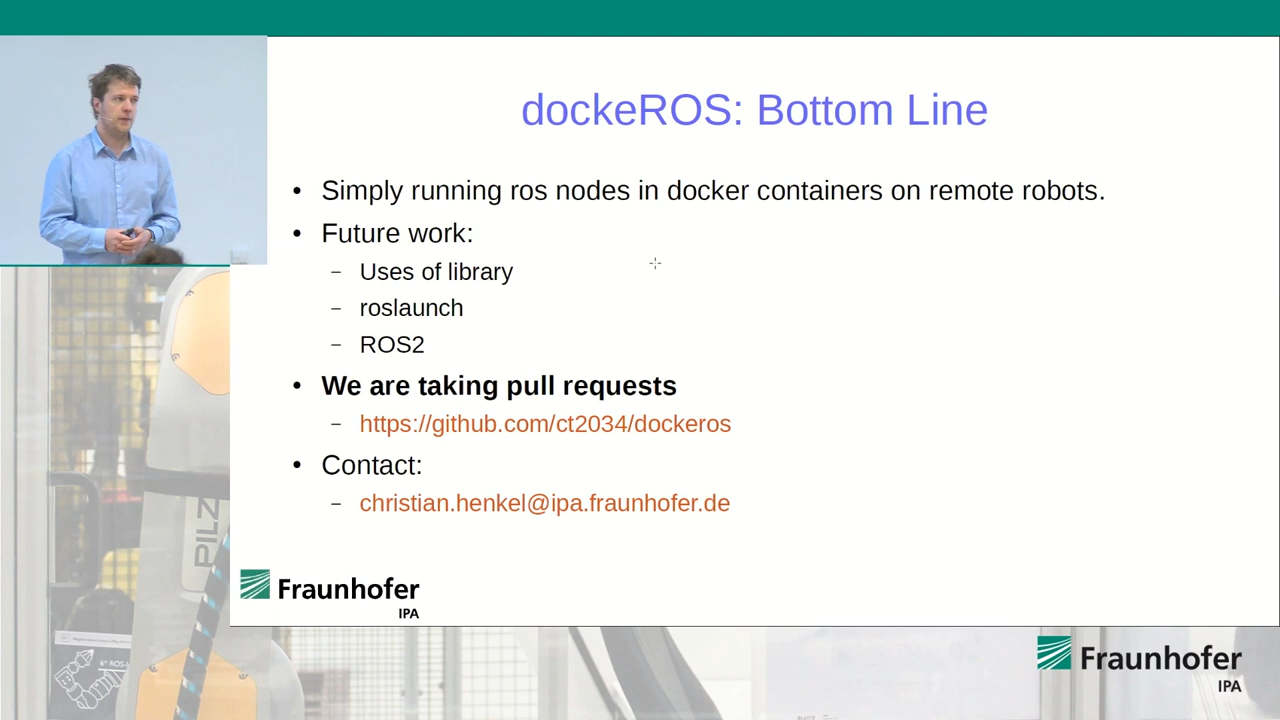 dockeROS: Bottom Line
• Simply running ros nodes in docker containers on remote robots.
• Future work:
– Uses of library
– roslaunch
– ROS2
• We are taking pull requests
– https://github.com/ct2034/dockeros
• Contact:
– christian.henkel@ipa.fraunhofer.de
Fraunhofer
IPA
PILZ
6th ROS-I
Fraunhofer
IPA